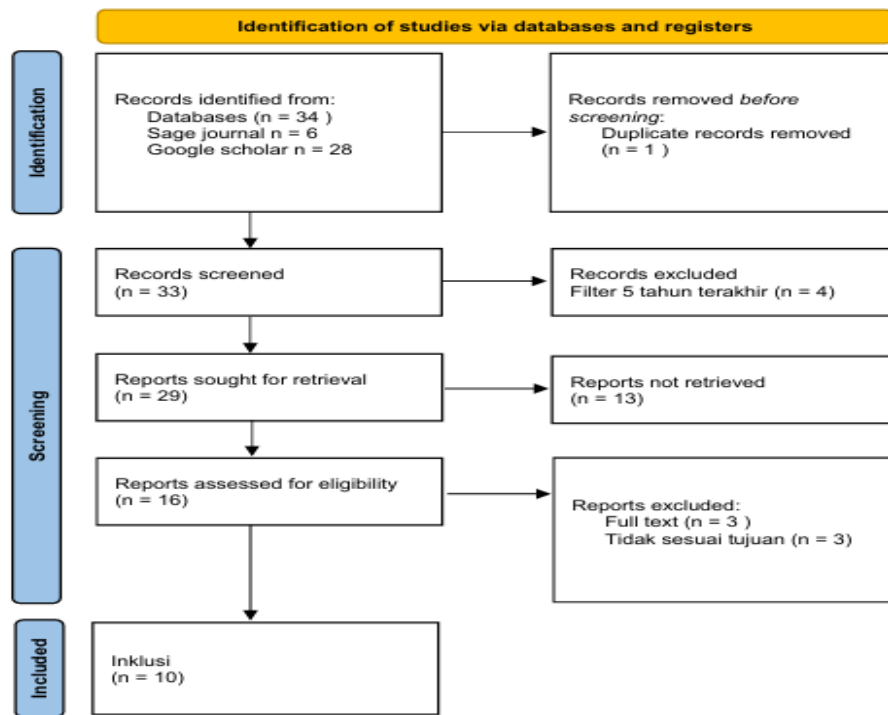 Identification of studies via databases and registers
Identification
Records identified from:
Databases (n = 34 )
Sage journal n = 6
Google scholar n = 28
Records removed before
screening:
Duplicate records removed
(n = 1 )
Screening
Records screened
(n = 33)
Records excluded
Filter 5 tahun terakhir (n = 4)
Reports sought for retrieval
(n = 29)
Reports not retrieved
(n = 13)
Reports assessed for eligibility
(n = 16)
Reports excluded:
Full text (n = 3 )
Tidak sesuai tujuan (n = 3)
Included
Inklusi
(n = 10)